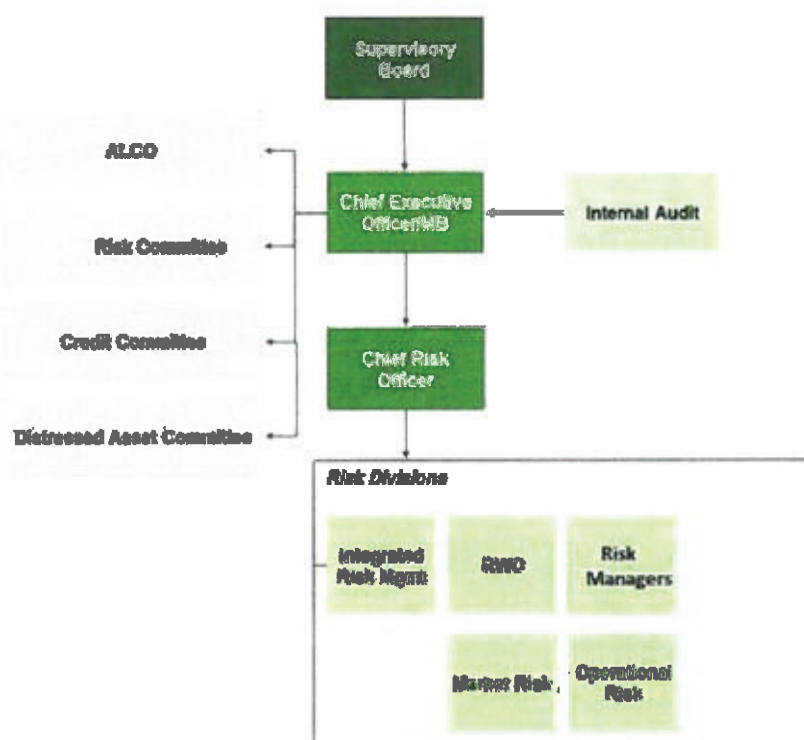 Supervisory
Board
ALCO
Chief Executive
Officer/MB
Internal Audit
Risk Committee
Credit Committee
Chief Risk
Officer
Distressed Asset Committee
Risk Divisions
Integrated
Risk Mgmt
RWO
Risk
Managers
Market Risk
Operational
Risk